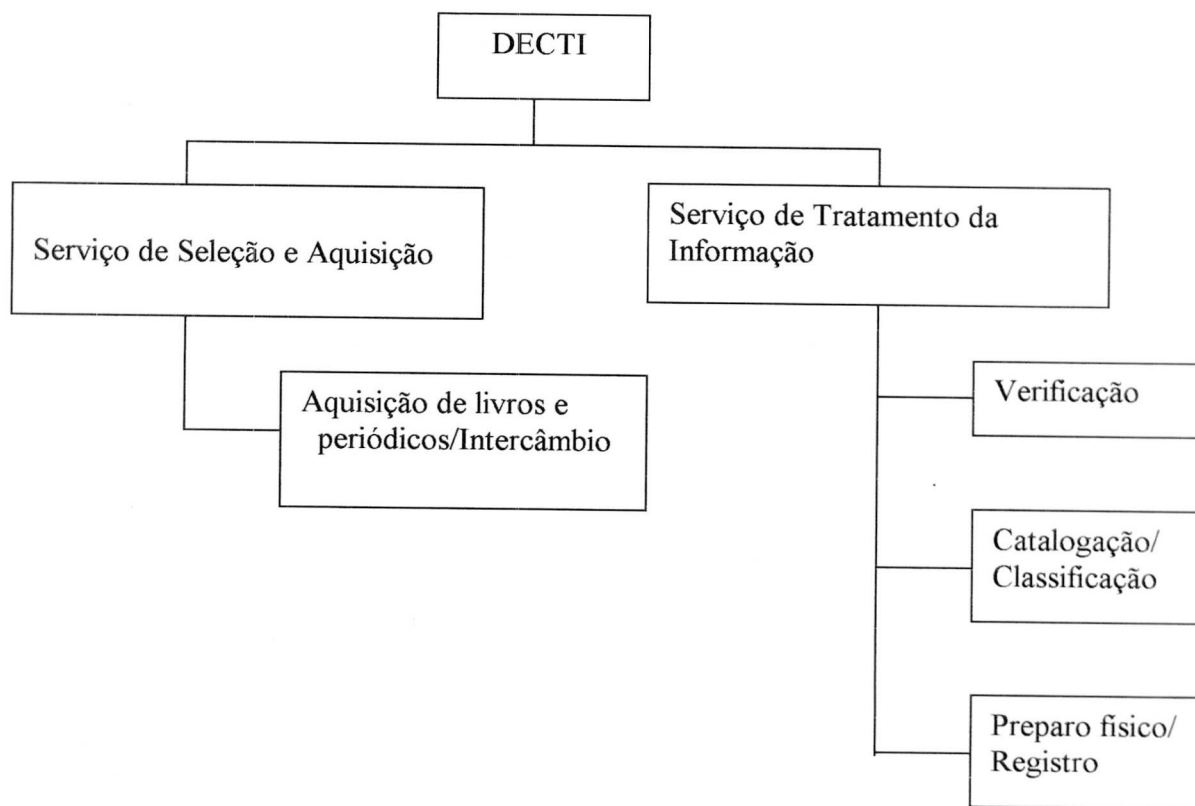 DECTI
Serviço de Seleção e Aquisição
Aquisição de livros e
periódicos/Intercâmbio
Serviço de Tratamento da
Informação
Verificação
Catalogação/
Classificação
Preparo físico/
Registro